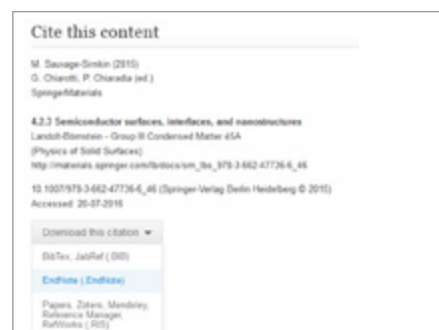 Cite this content
M. Sauvage-Simkin (2015)
G. Chiarotti, P. Chiaradia (ed.)
SpringerMaterials
4.2.3 Semiconductor surfaces, interfaces, and nanostructures
Landolt-Börnstein - Group III Condensed Matter 45A
(Physics of Solid Surfaces)
http://materials.springer.com/lb/docs/sm_lbs_978-3-662-47736-6_46
10.1007/978-3-662-47736-6_46 (Springer-Verlag Berlin Heidelberg © 2015)
Accessed: 20-07-2016
Download this citation
BibTex, JabRef (.BIB)
EndNote (.EndNote)
Papers, Zotero, Mendeley,
Reference Manager,
RefWorks (.RIS)